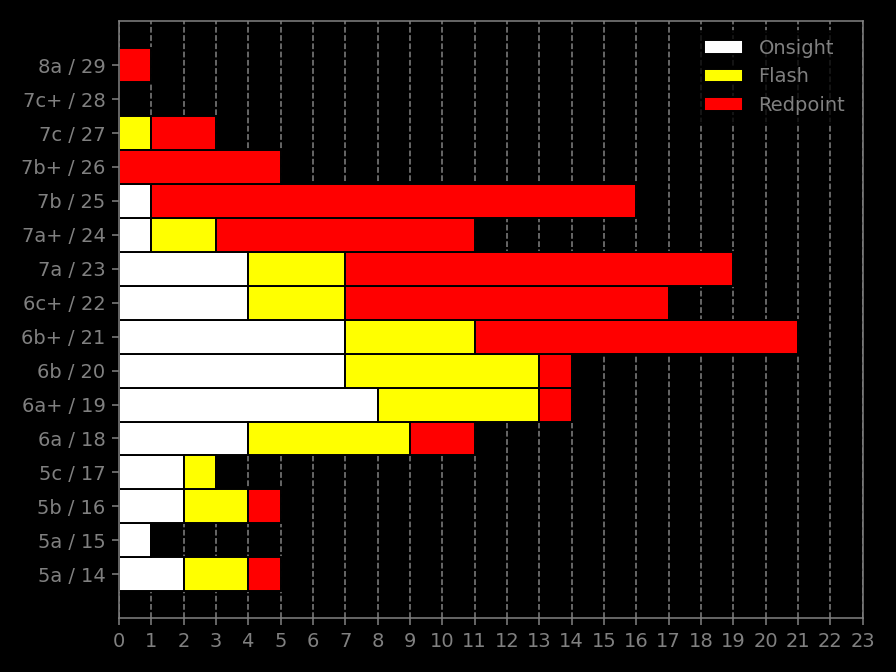 Onsight
Flash
Redpoint
8a / 29
7c+ / 28
7c / 27
7b+ / 26
7b / 25
7a+ / 24
7a / 23
6c+ / 22
6b+ / 21
6b / 20
6a+ / 19
6a / 18
5c / 17
5b / 16
5a / 15
5a / 14
0 1 2 3 4 5 6 7 8 9 10 11 12 13 14 15 16 17 18 19 20 21 22 23